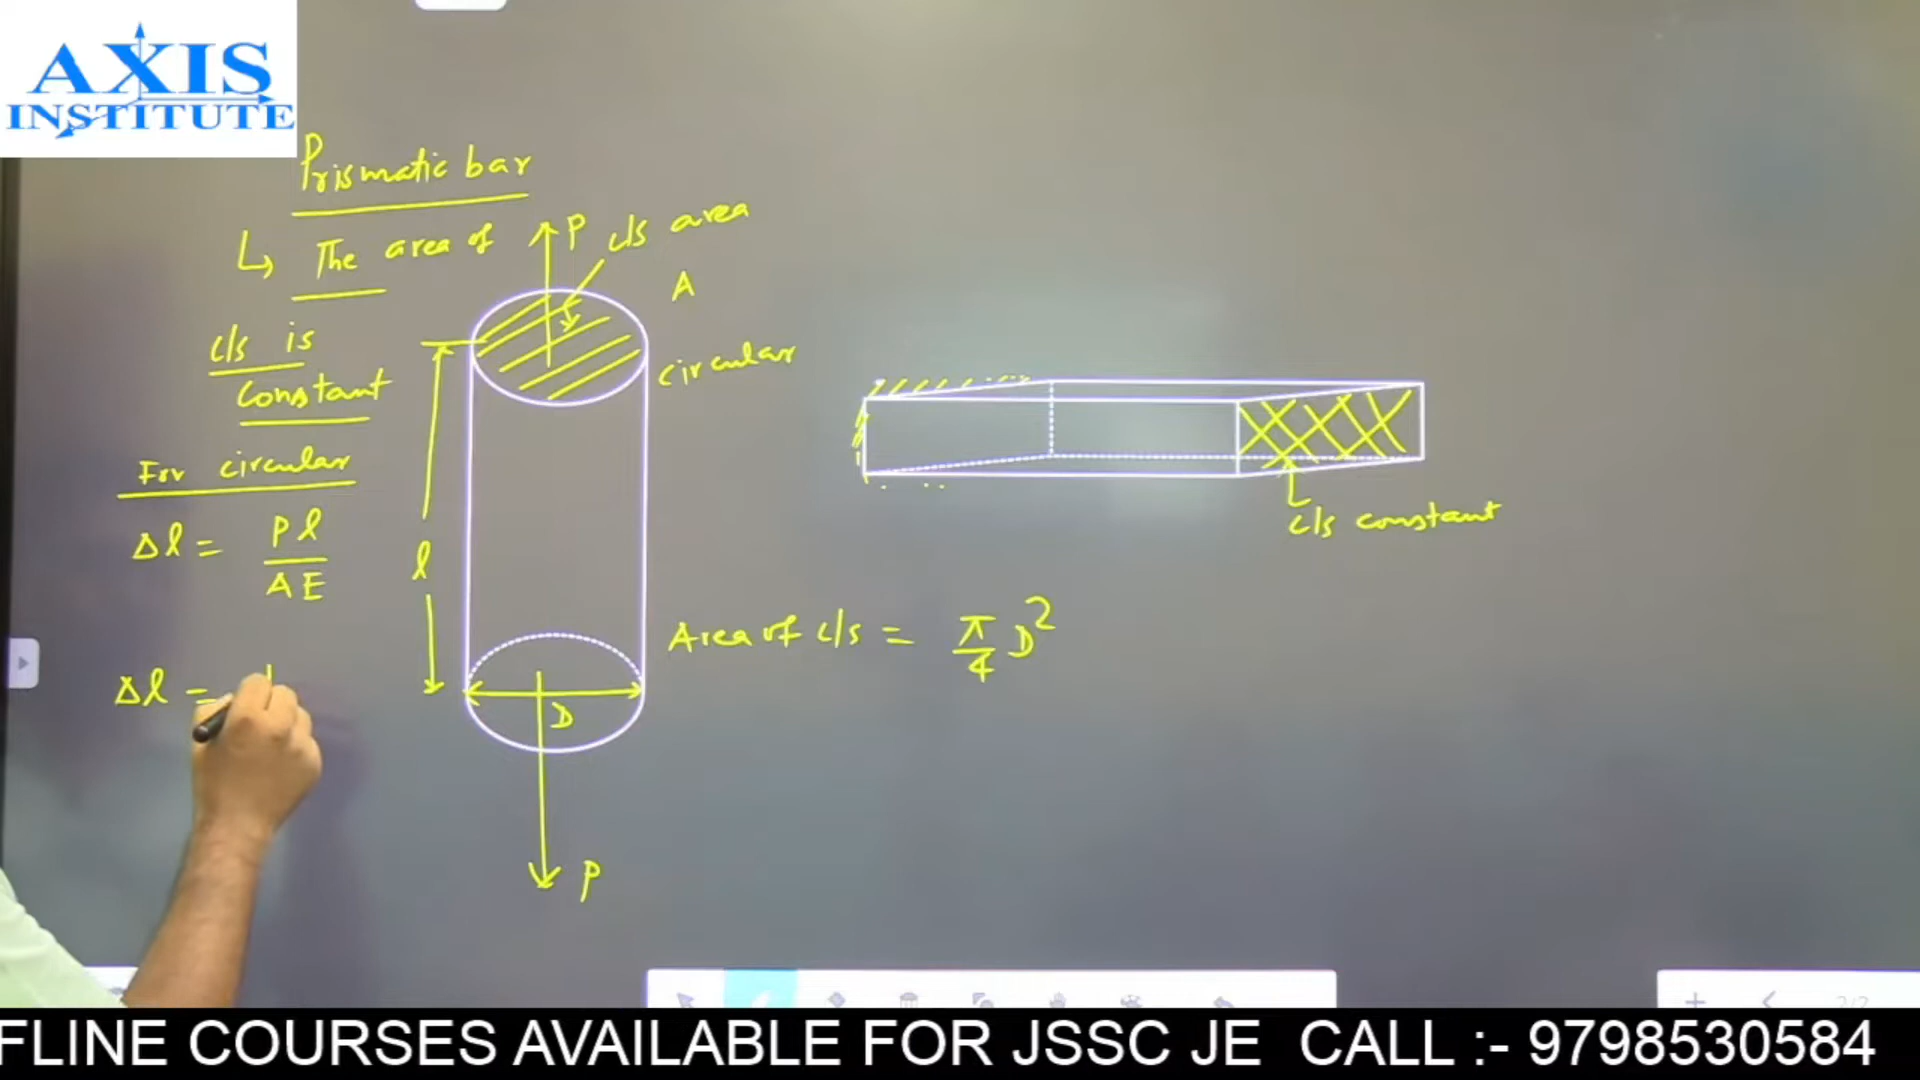 AXIS
INSTITUTE
Prismatic bar
↳ The area of
c/s is
constant
P
c/s area
A
circular
For circular
Δl = Pl/AE
l
Δl =
D
P
Area of c/s = π/4 D²
c/s constant
FLINE COURSES AVAILABLE FOR JSSC JE CALL :- 9798530584